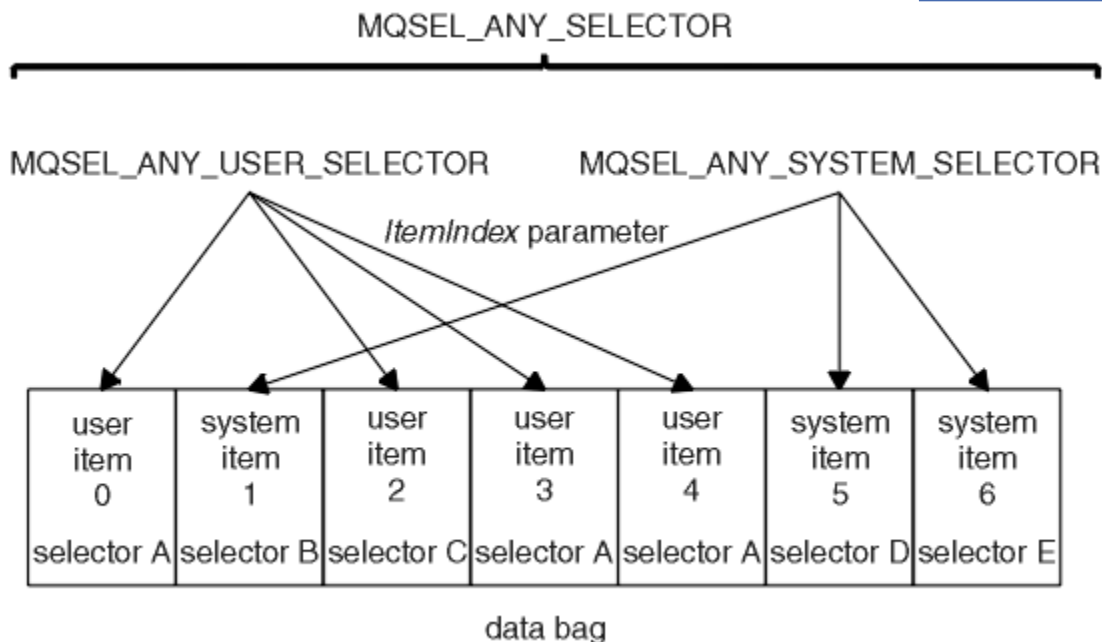 MQSEL_ANY_SELECTOR
MQSEL_ANY_USER_SELECTOR
MQSEL_ANY_SYSTEM_SELECTOR
ItemIndex parameter
user
item
0
selector A
system
item
1
selector B
user
item
2
selector C
user
item
3
selector A
user
item
4
selector A
system
item
5
selector D
system
item
6
selector E
data bag